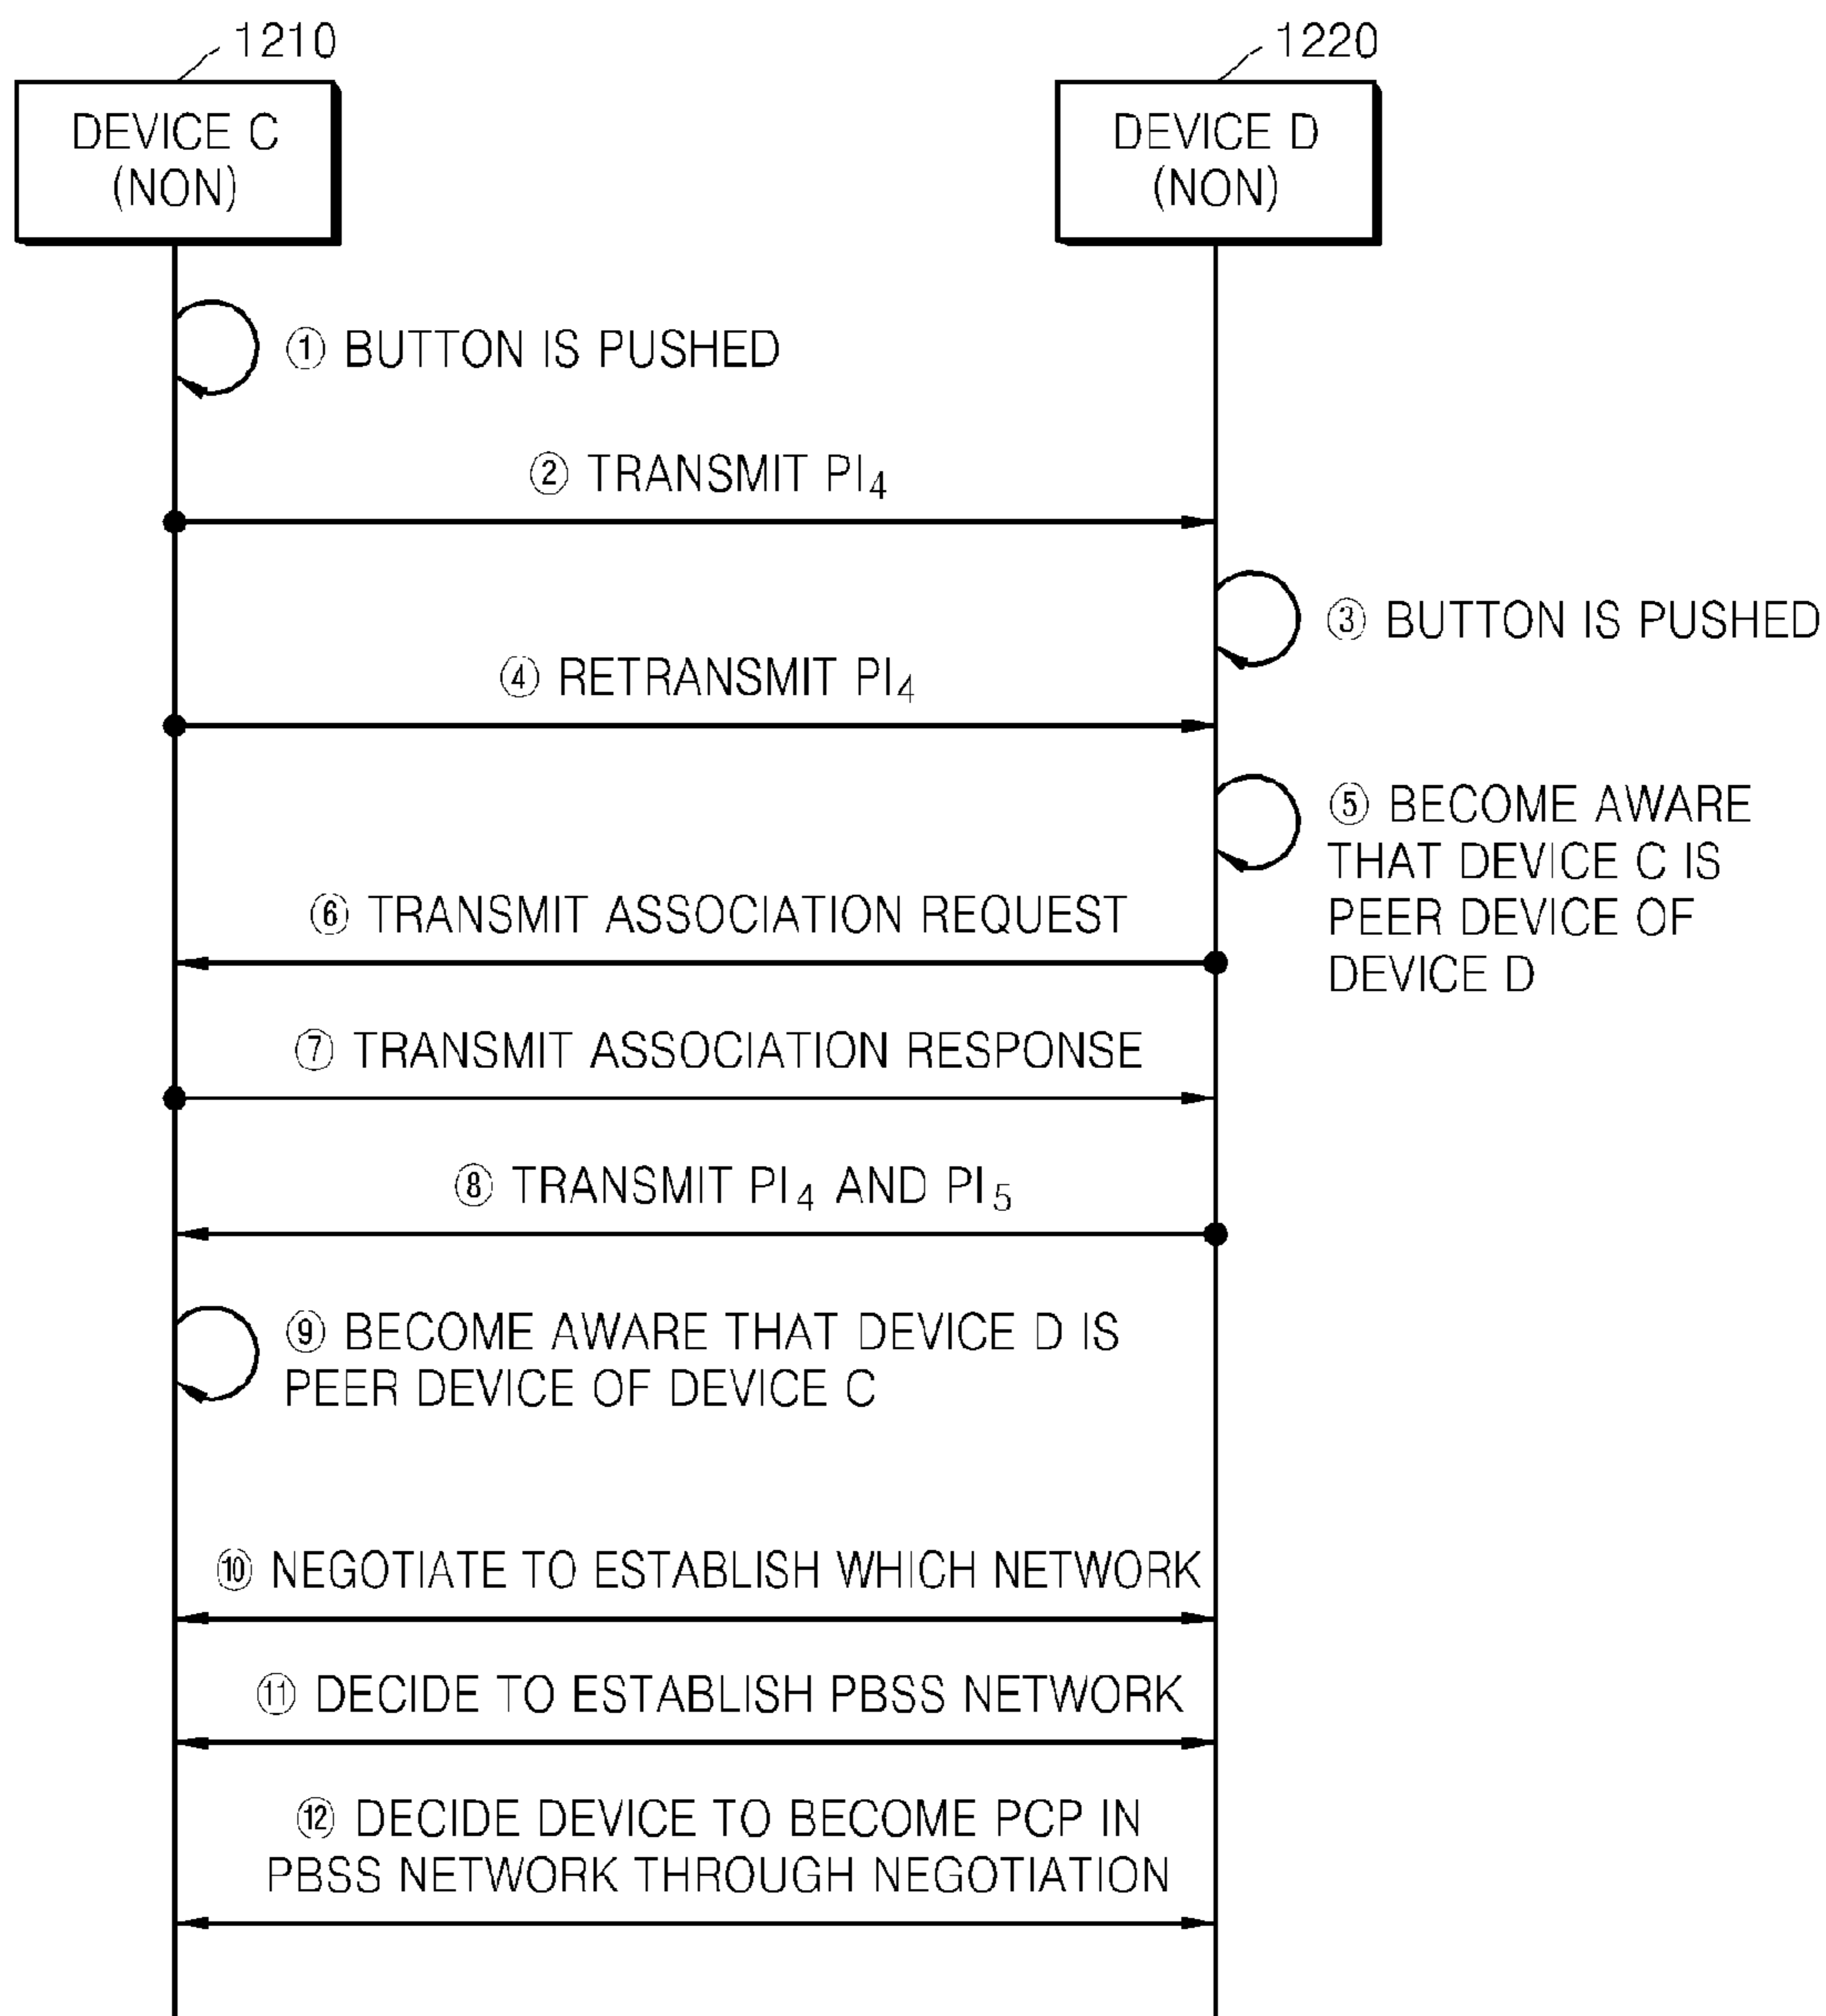 1210
1220
DEVICE C
(NON)
DEVICE D
(NON)
① BUTTON IS PUSHED
② TRANSMIT PI₄
③ BUTTON IS PUSHED
④ RETRANSMIT PI₄
⑤ BECOME AWARE
THAT DEVICE C IS
PEER DEVICE OF
DEVICE D
⑥ TRANSMIT ASSOCIATION REQUEST
⑦ TRANSMIT ASSOCIATION RESPONSE
⑧ TRANSMIT PI₄ AND PI₅
⑨ BECOME AWARE THAT DEVICE D IS
PEER DEVICE OF DEVICE C
⑩ NEGOTIATE TO ESTABLISH WHICH NETWORK
⑪ DECIDE TO ESTABLISH PBSS NETWORK
⑫ DECIDE DEVICE TO BECOME PCP IN
PBSS NETWORK THROUGH NEGOTIATION